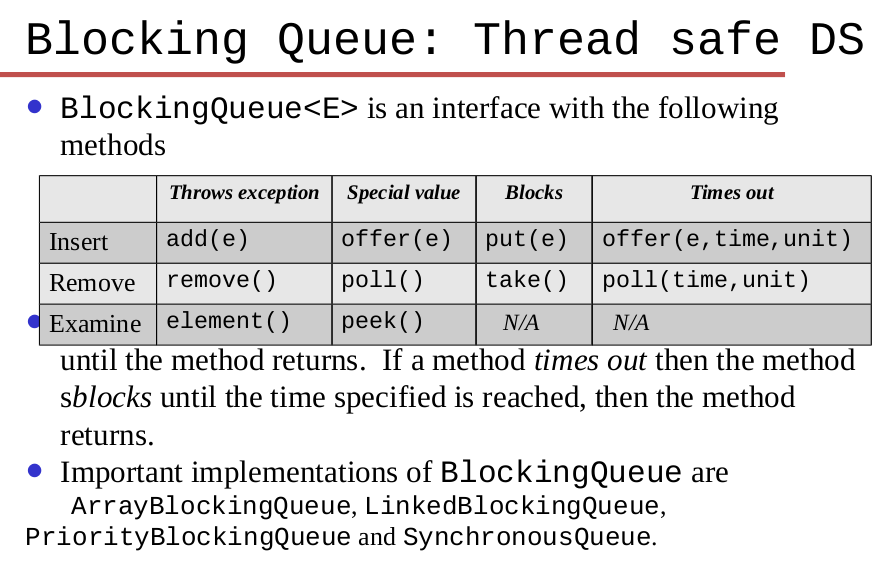 Blocking Queue: Thread safe DS
BlockingQueue<E> is an interface with the following
methods
Throws exception Special value Blocks Times out
Insert add(e) offer(e) put(e) offer(e,time,unit)
Remove remove() poll() take() poll(time,unit)
Examine element() peek() N/A N/A
until the method returns. If a method times out then the method
sblocks until the time specified is reached, then the method
returns.
Important implementations of BlockingQueue are
ArrayBlockingQueue, LinkedBlockingQueue,
PriorityBlockingQueue and SynchronousQueue.